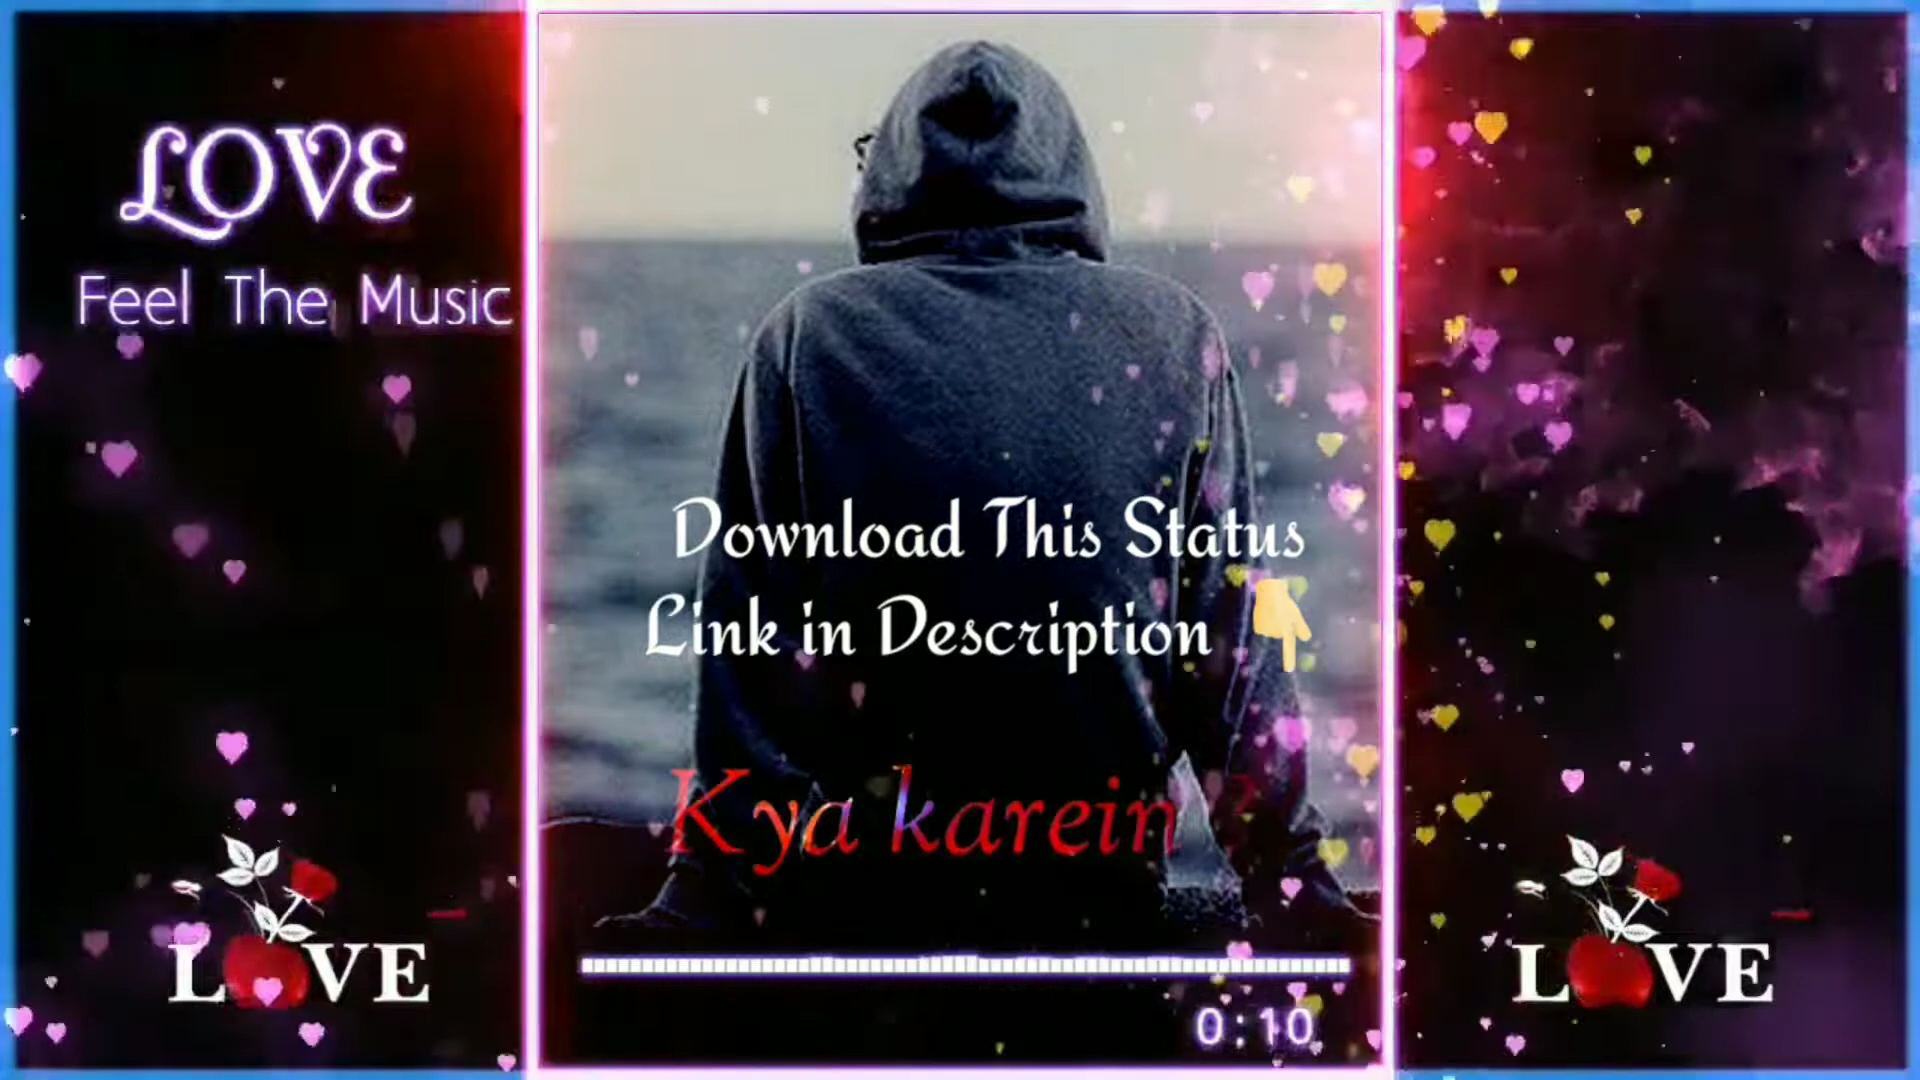 LOVE
Feel The Music
Download This Status
Link in Description 👇
Kya karein ?
0:10
LOVE
LOVE